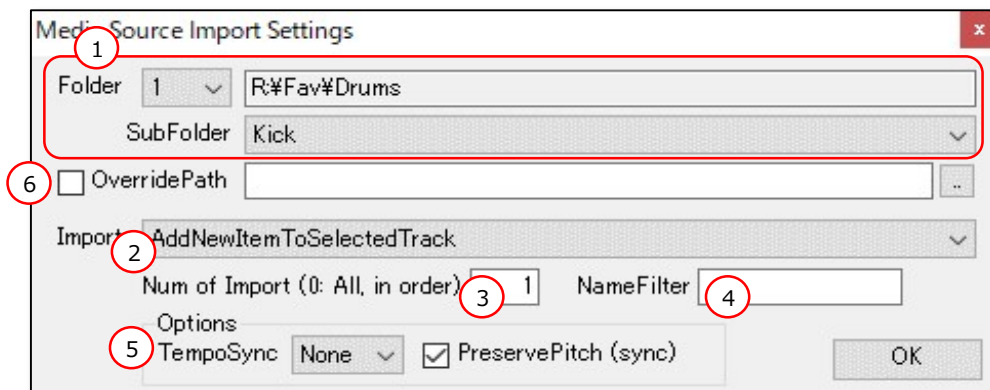 Media Source Import Settings x
1
Folder 1 R:¥Fav¥Drums
SubFolder Kick
6 OverridePath ..
Import AddNewItemToSelectedTrack
2
Num of Import (0: All, in order) 3 1 NameFilter 4
Options
5 TempoSync None PreservePitch (sync) OK